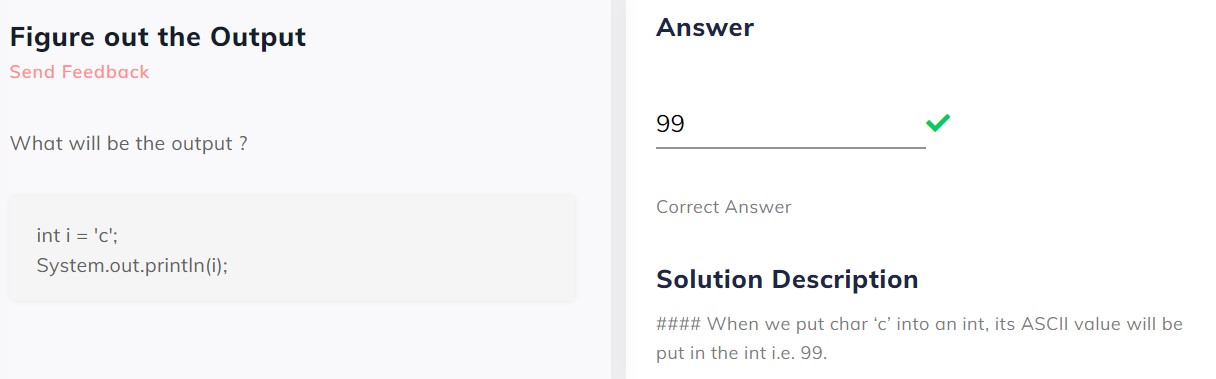 Figure out the Output
Send Feedback
What will be the output ?
int i = 'c';
System.out.println(i);
Answer
99
Correct Answer
Solution Description
#### When we put char ‘c’ into an int, its ASCII value will be
put in the int i.e. 99.